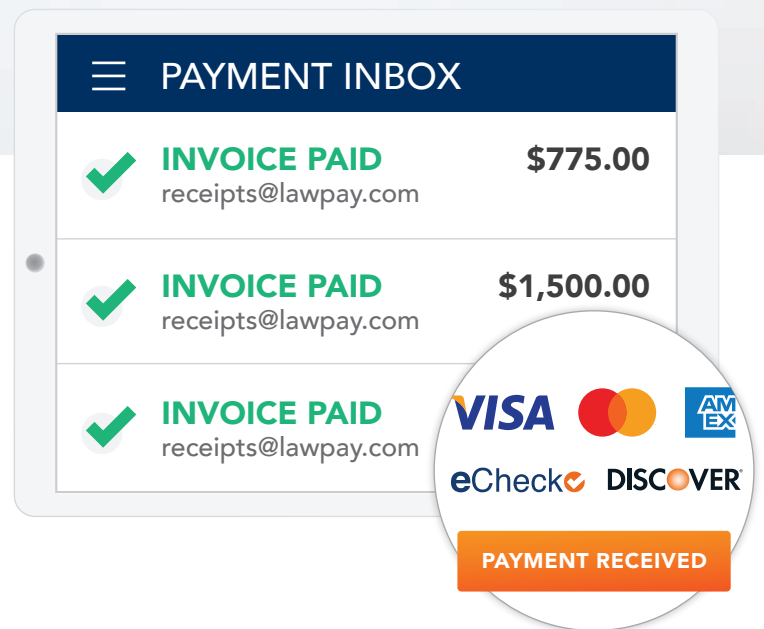 PAYMENT INBOX
INVOICE PAID $775.00
receipts@lawpay.com
INVOICE PAID $1,500.00
receipts@lawpay.com
INVOICE PAID
receipts@lawpay.com
VISA AM
EX
eCheck DISCOVER
PAYMENT RECEIVED